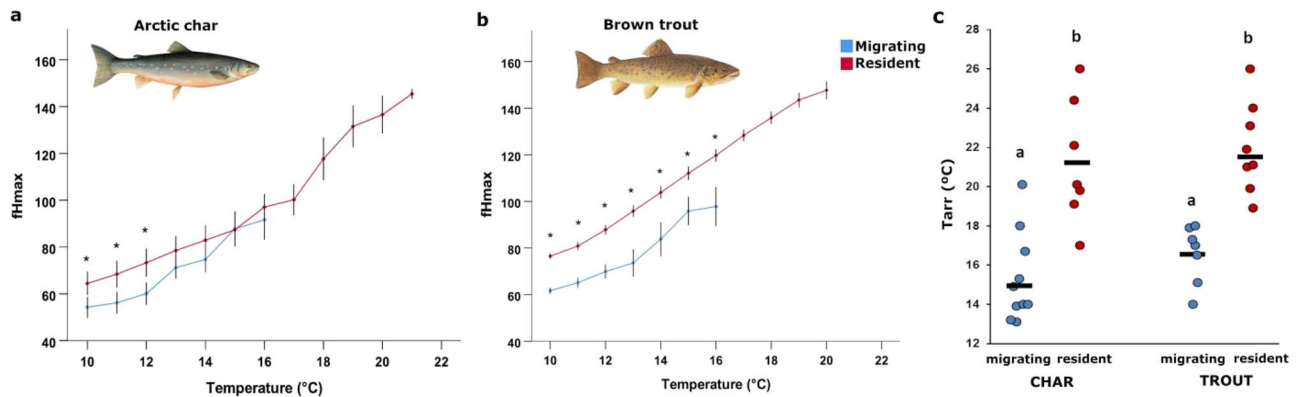 a
Arctic char
160
140
120
100
80
60
40
fHmax
*
*
*
10
12
14
16
18
20
22
Temperature (°C)
b
Brown trout
Migrating
Resident
160
140
120
100
80
60
40
fHmax
*
*
*
*
*
*
*
10
12
14
16
18
20
22
Temperature (°C)
c
28
26
24
22
20
18
16
14
12
Tarr (ºC)
a
b
a
b
migrating resident
migrating resident
CHAR
TROUT